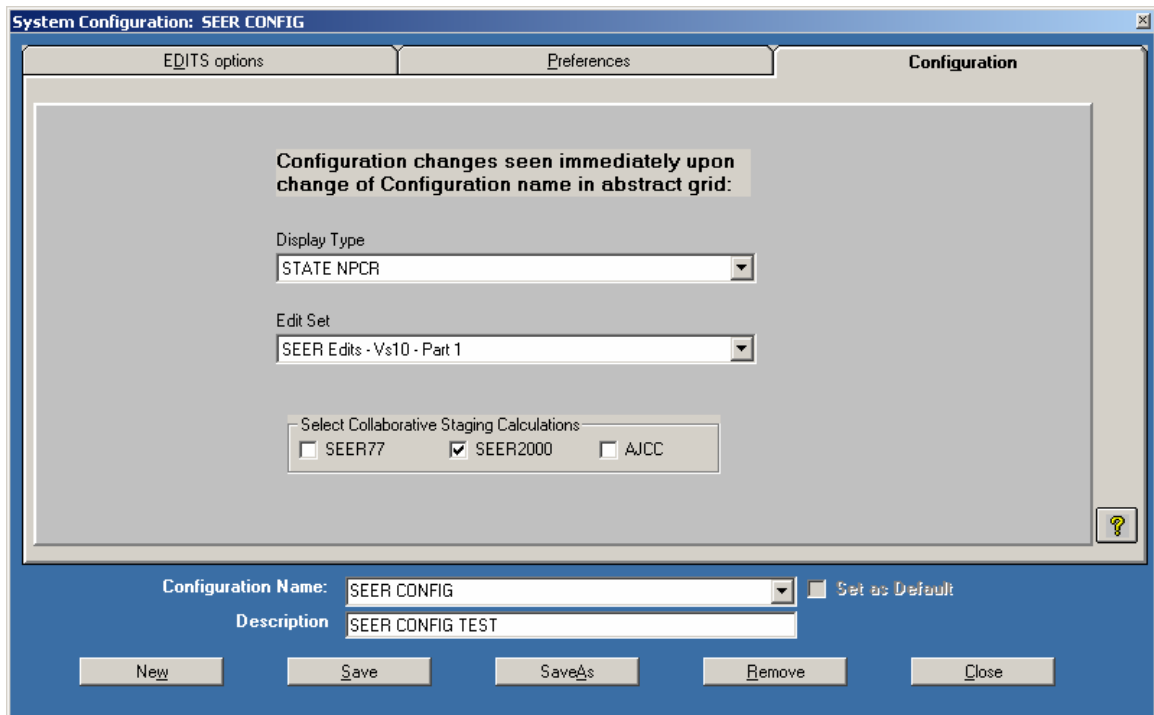 System Configuration: SEER CONFIG
EDITS options
Preferences
Configuration
Configuration changes seen immediately upon
change of Configuration name in abstract grid:
Display Type
STATE NPCR
Edit Set
SEER Edits - Vs10 - Part 1
Select Collaborative Staging Calculations
SEER77
SEER2000
AJCC
?
Configuration Name:
SEER CONFIG
Set as Default
Description
SEER CONFIG TEST
New
Save
SaveAs
Remove
Close